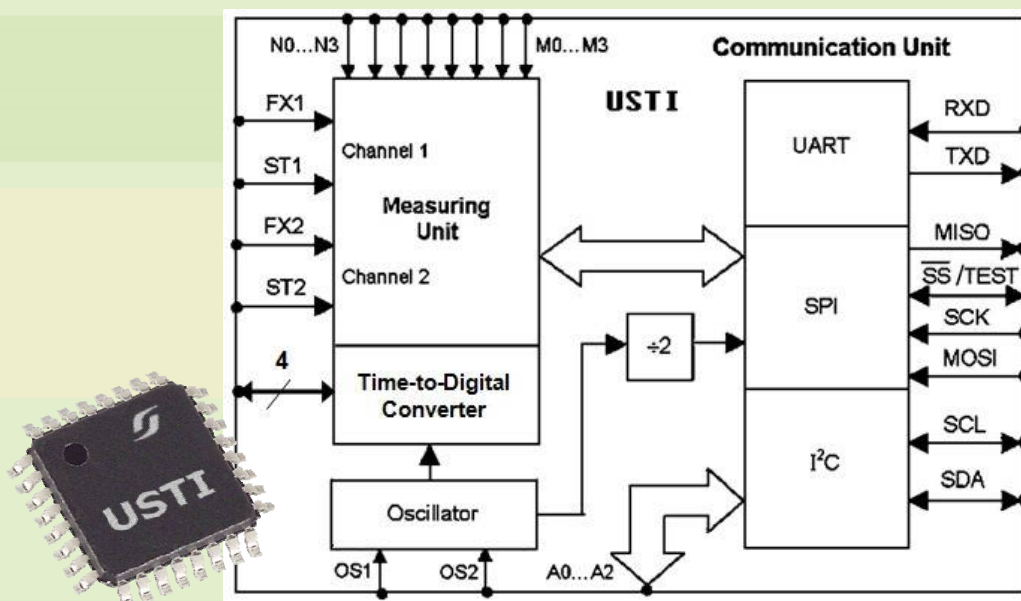 N0...N3
M0...M3
Communication Unit
USTI
FX1
Channel 1
ST1
Measuring
Unit
FX2
Channel 2
ST2
4
Time-to-Digital
Converter
Oscillator
OS1
OS2
A0...A2
÷2
UART
SPI
I²C
RXD
TXD
MISO
SS /TEST
SCK
MOSI
SCL
SDA
USTI